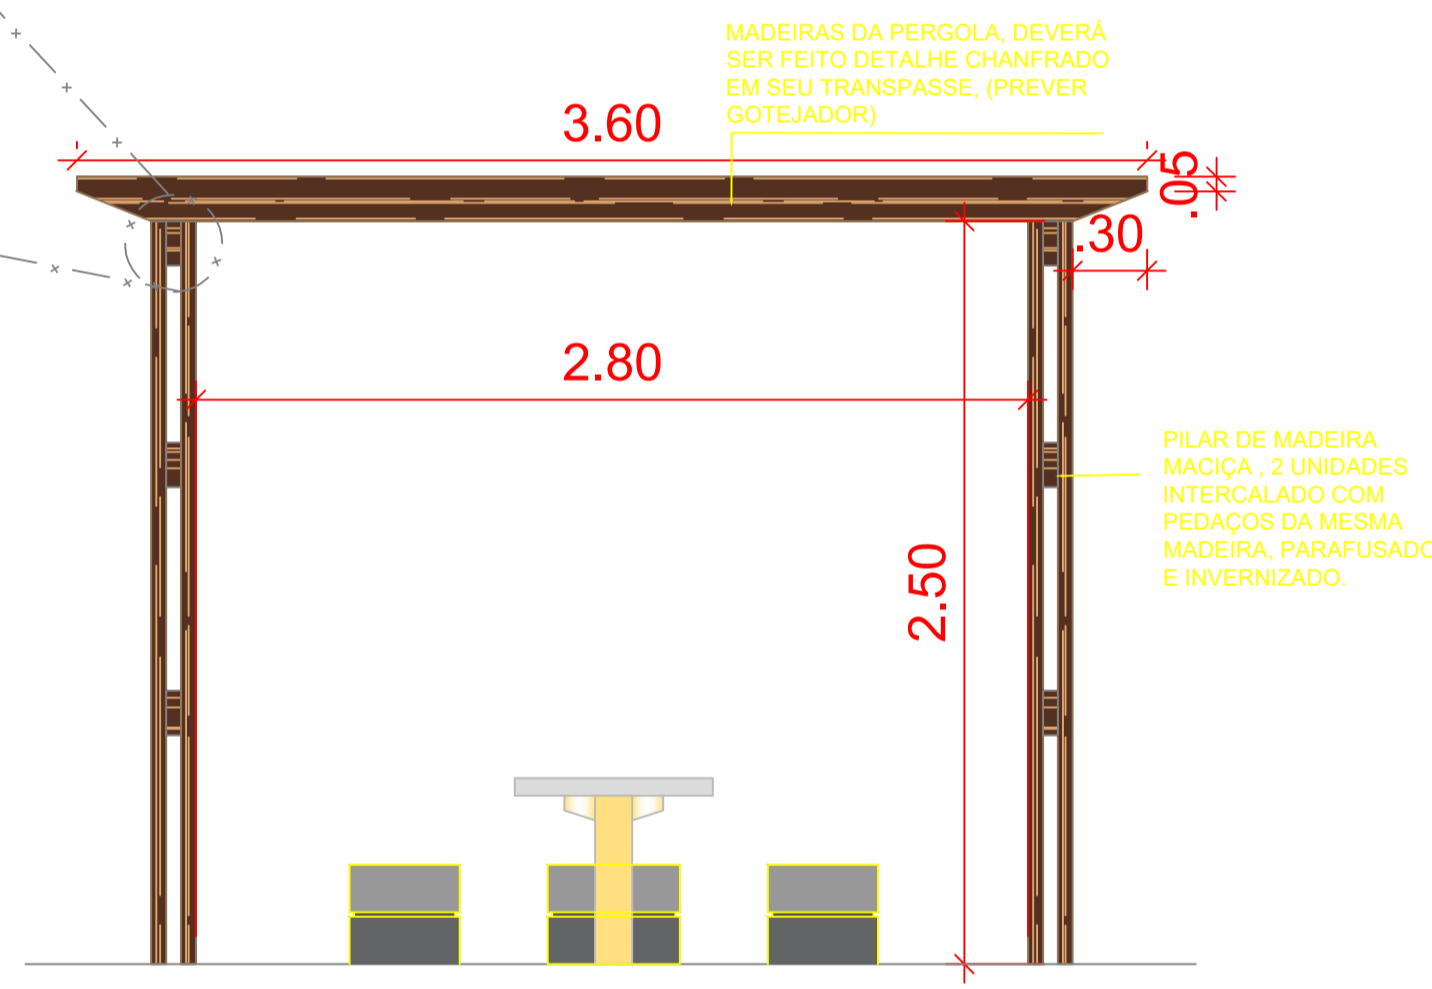 MADEIRAS DA PERGOLA, DEVERÁ
SER FEITO DETALHE CHANFRADO
EM SEU TRANSPASSE, (PREVER
GOTEJADOR)
3.60
.05
.30
2.80
PILAR DE MADEIRA
MACIÇA , 2 UNIDADES
INTERCALADO COM
PEDAÇOS DA MESMA
MADEIRA, PARAFUSADO
E INVERNIZADO.
2.50